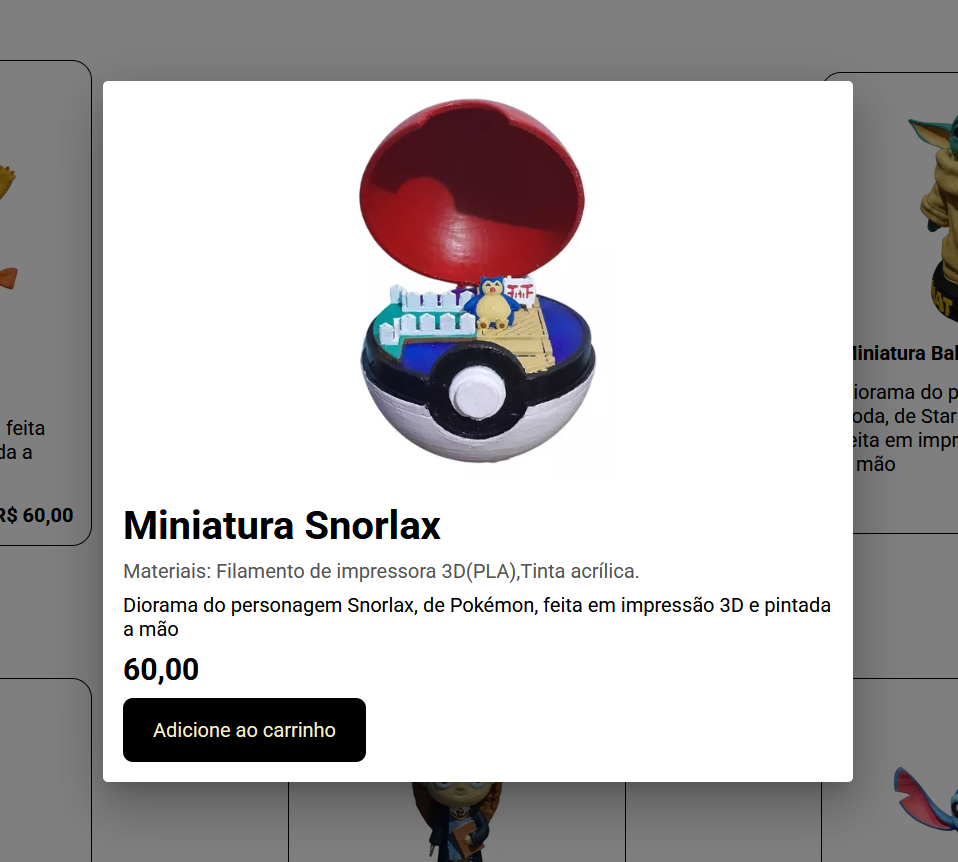 feita
da a
R$ 60,00
Miniatura Snorlax
Materiais: Filamento de impressora 3D(PLA),Tinta acrílica.
Diorama do personagem Snorlax, de Pokémon, feita em impressão 3D e pintada
a mão
60,00
Adicione ao carrinho
Miniatura Bal
iorama do p
oda, de Star
eita em impr
mão